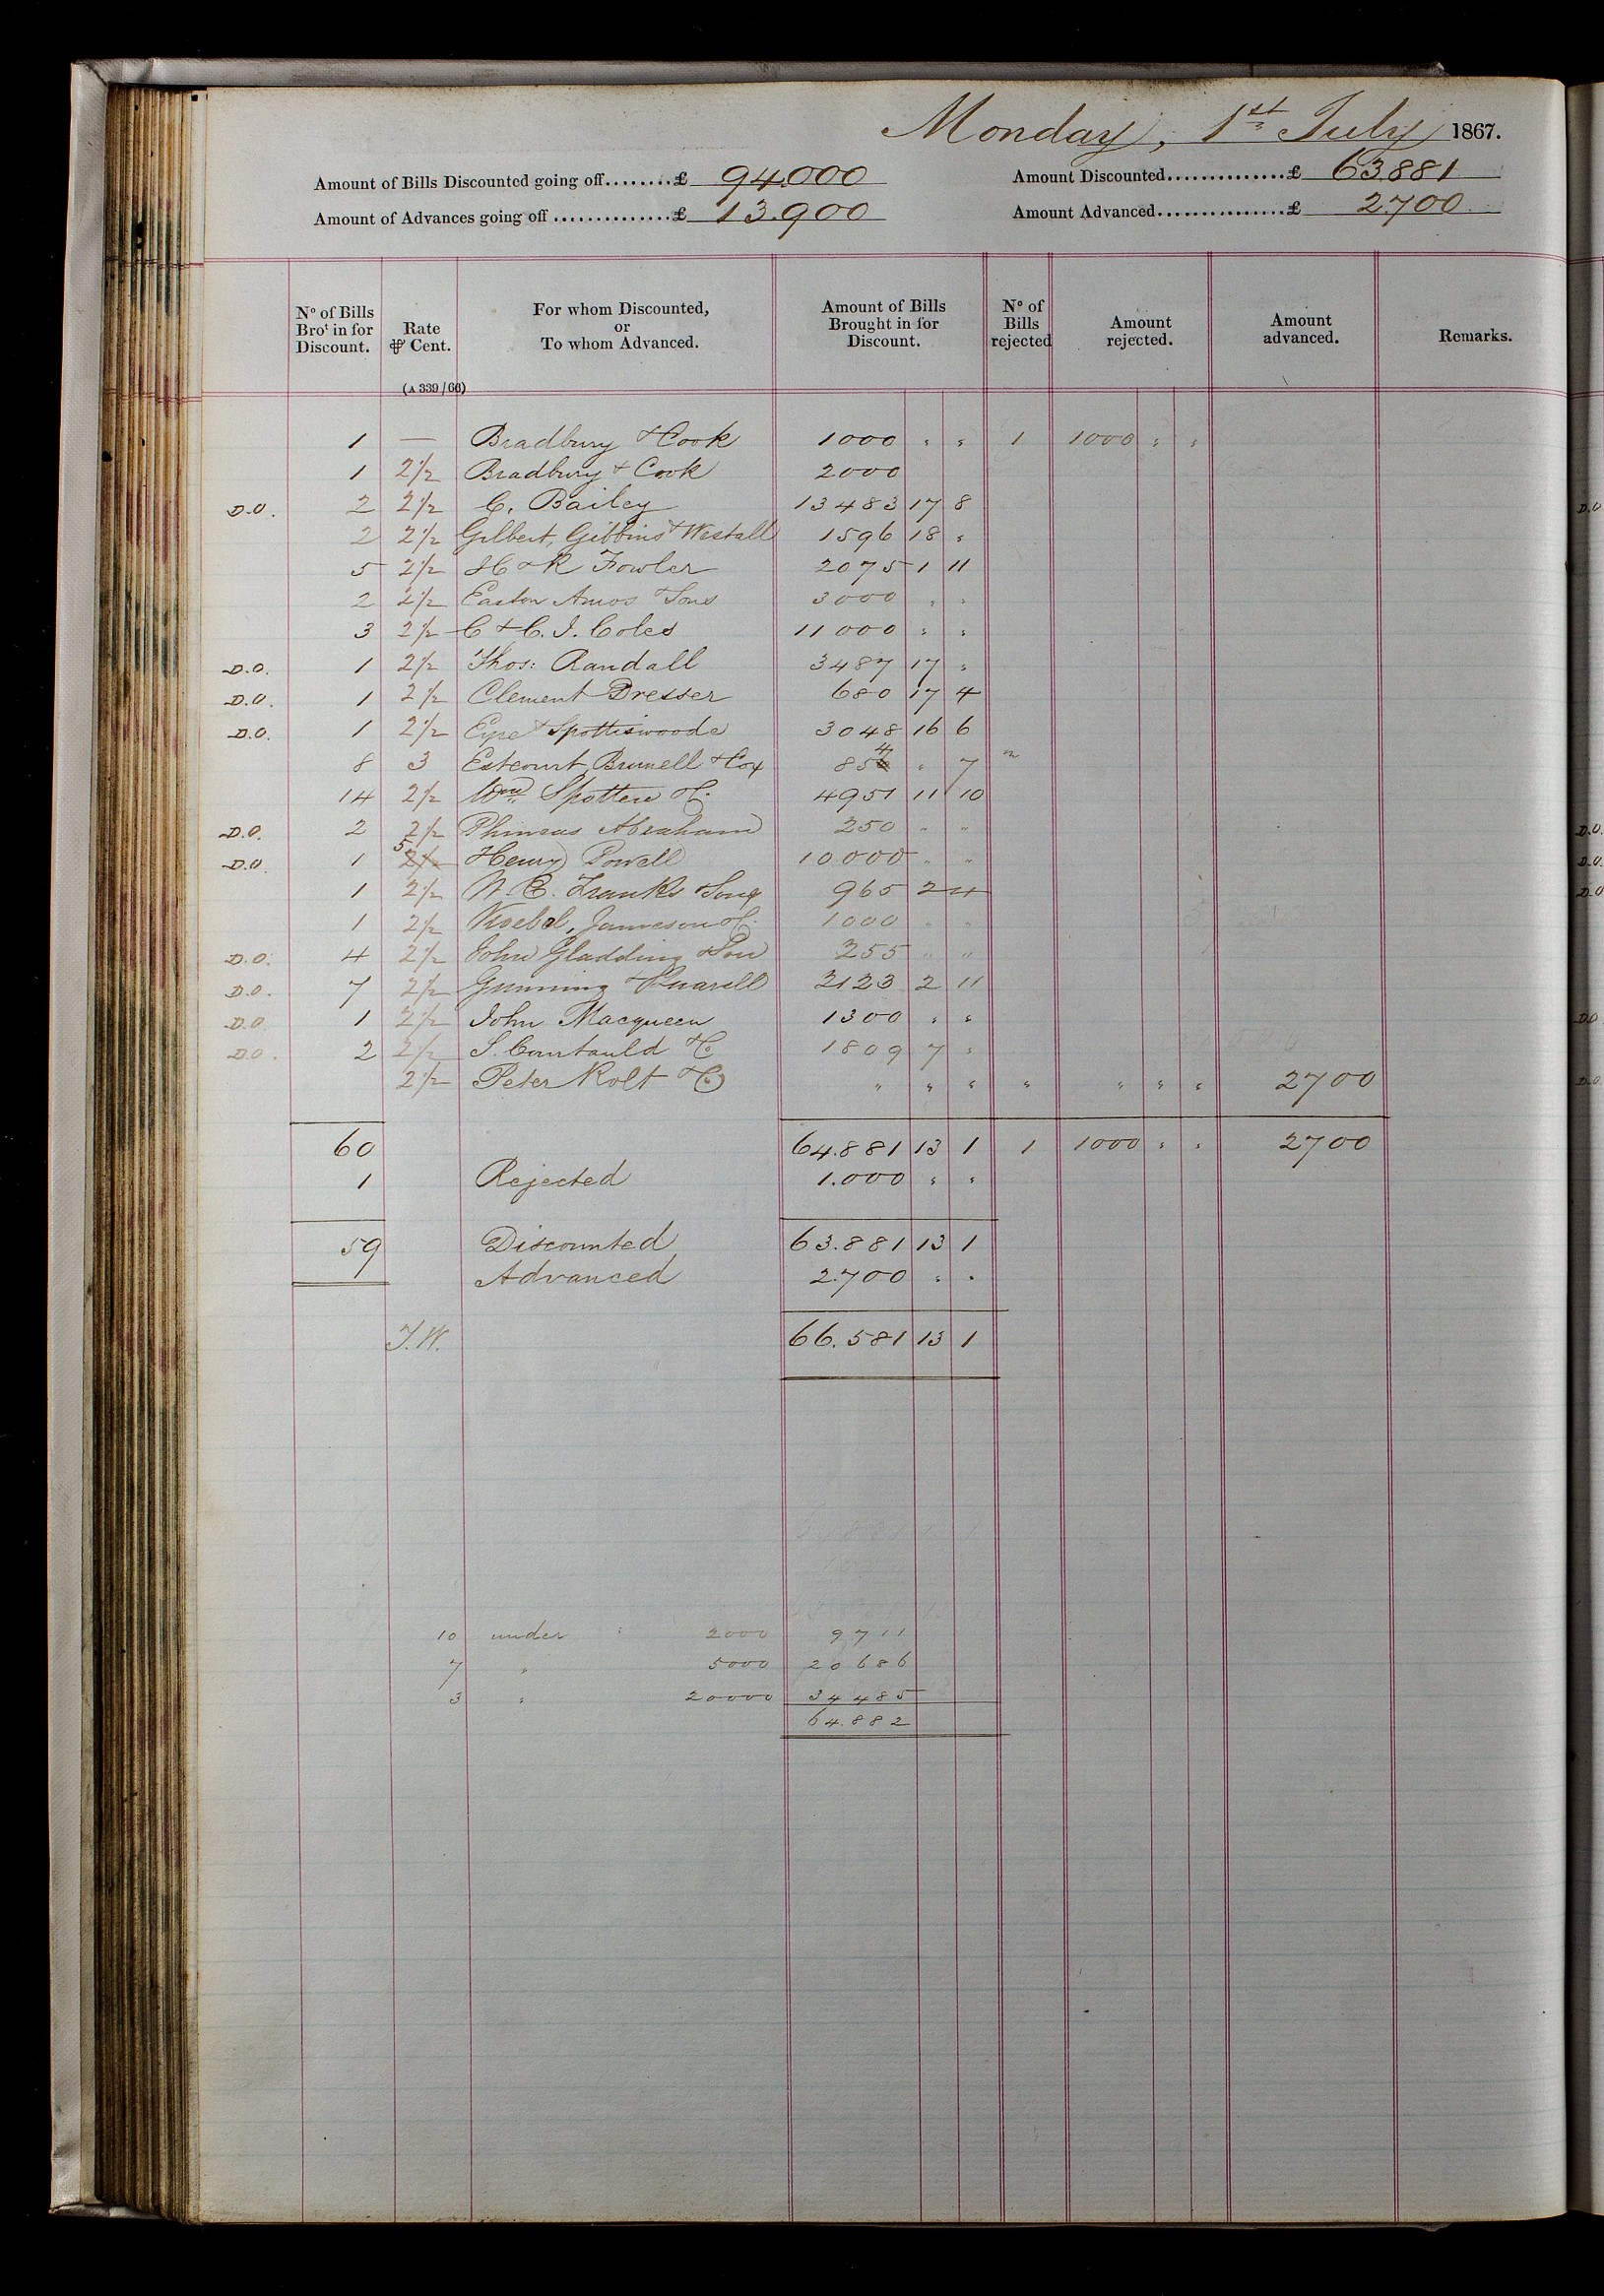 Monday, 1st July 1867.
Amount of Bills Discounted going off........£ 94.000 Amount Discounted..............£ 63881
Amount of Advances going off..............£ 13.900 Amount Advanced...............£ 2700
No of Bills Brot in for Discount. Rate ⅌ Cent. For whom Discounted, or To whom Advanced. Amount of Bills Brought in for Discount. No of Bills rejected Amount rejected. Amount advanced. Remarks.
(A 339/66)
1 — Bradbury & Cook 1000 " " 1 1000 " "
1 2½ Bradbury & Cook 2000
D.O. 2 2½ C. Bailey 13483 17 8
2 2½ Gilbert, Gibbins & Westall 1596 18 "
5 2½ H & R Fowler 2075 1 11
2 2½ Easton Amos & Sons 3000 " "
3 2½ C & C. J. Coles 11000 " "
D.O. 1 2½ Thos: Randall 3487 17 "
D.O. 1 2½ Clement Dresser 680 17 4
D.O. 1 2½ Eyre & Spottiswoode 3048 16 6
8 3 Estcourt Brunell & Cox 854 " 7
14 2½ Wm Spotten & C. 4951 11 10
D.O. 2 2½ Phineas Abraham 250 " "
D.O. 1 5 2½ Henry Powell 10.000 " "
1 2½ Franks & Sons 965 2 4
1 2½ Jameson & C. 1000 " "
D.O. 4 2½ John Gladding & Son 255 " "
D.O. 7 2½ Gunning & 2123 2 11
D.O. 1 2½ John Macqueen 1300 " "
D.O. 2 2½ S. Courtauld & C 1809 7 "
2½ Peter Rolt & Co " " " " " " " 2700
60 64.881 13 1 1 1000 " " 2700
1 Rejected 1.000 " "
59 Discounted 63.881 13 1
Advanced 2.700 " "
J.W. 66.581 13 1
10 under " 2000 9711
7 " 5000 20686
3 " 20000 34485
64.882